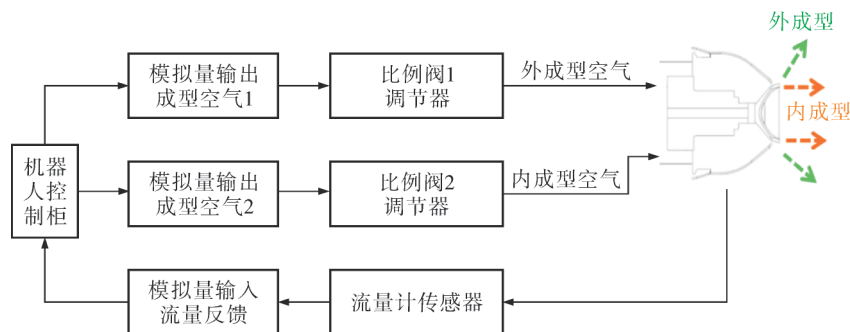 外成型
模拟量输出
成型空气1
比例阀1
调节器
外成型空气
内成型
机器
人控
制柜
模拟量输出
成型空气2
比例阀2
调节器
内成型空气
模拟量输入
流量反馈
流量计传感器